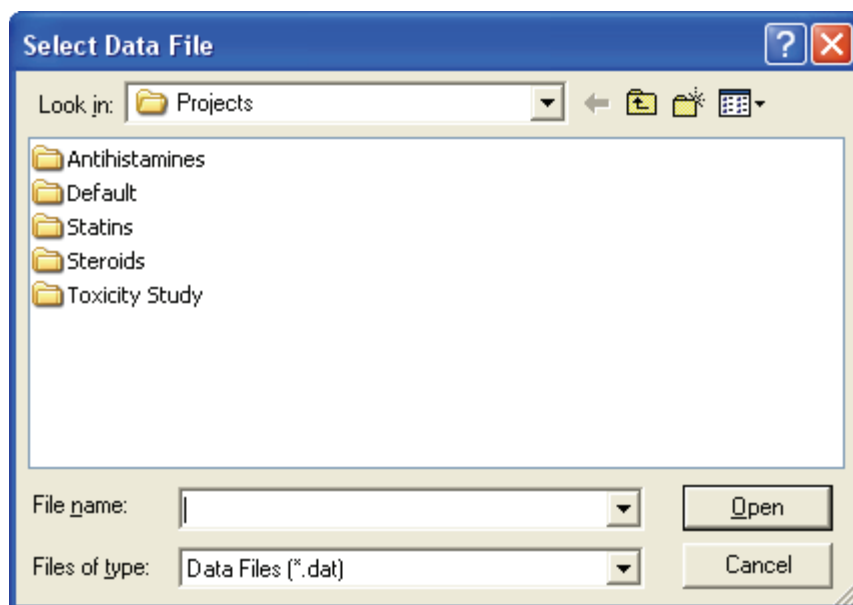 Select Data File
Look in: Projects
Antihistamines
Default
Statins
Steroids
Toxicity Study
File name: Open
Files of type: Data Files (*.dat) Cancel